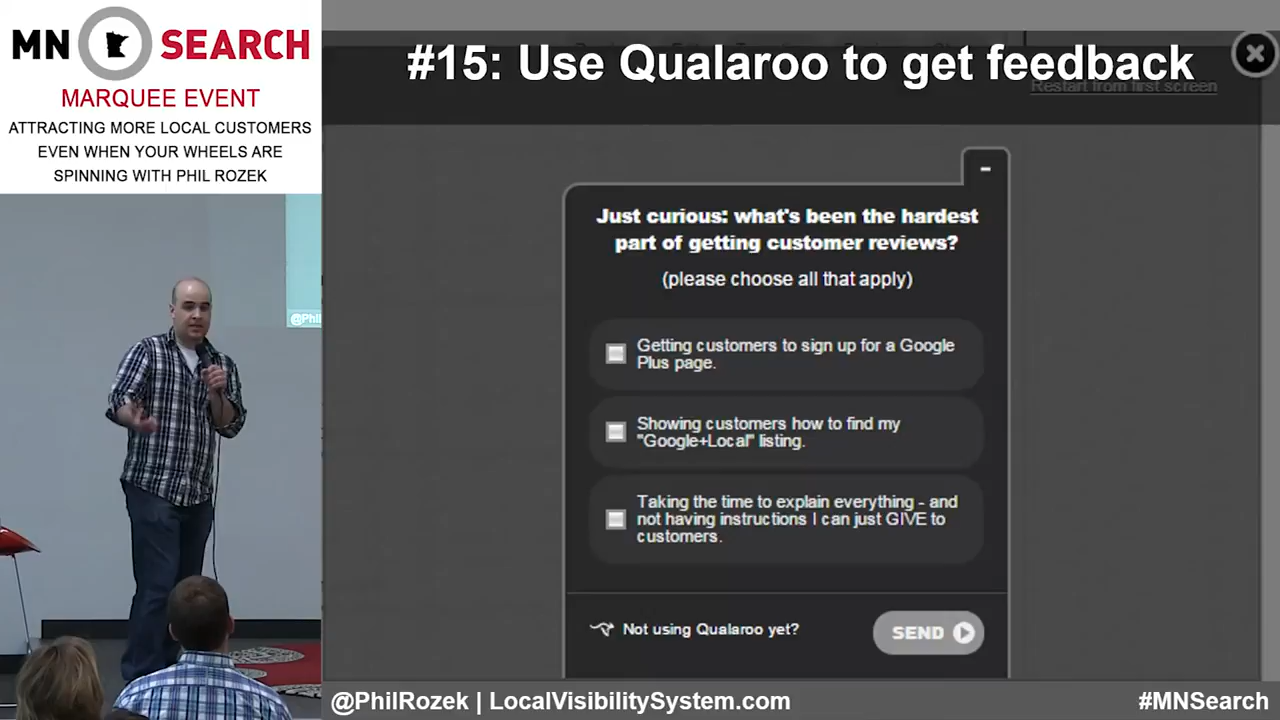 MN SEARCH
MARQUEE EVENT
ATTRACTING MORE LOCAL CUSTOMERS
EVEN WHEN YOUR WHEELS ARE
SPINNING WITH PHIL ROZEK
@Phil
#15: Use Qualaroo to get feedback
Restart from first screen
Just curious: what's been the hardest
part of getting customer reviews?
(please choose all that apply)
Getting customers to sign up for a Google
Plus page.
Showing customers how to find my
"Google+Local" listing.
Taking the time to explain everything - and
not having instructions I can just GIVE to
customers.
Not using Qualaroo yet?
SEND
@PhilRozek | LocalVisibilitySystem.com
#MNSearch